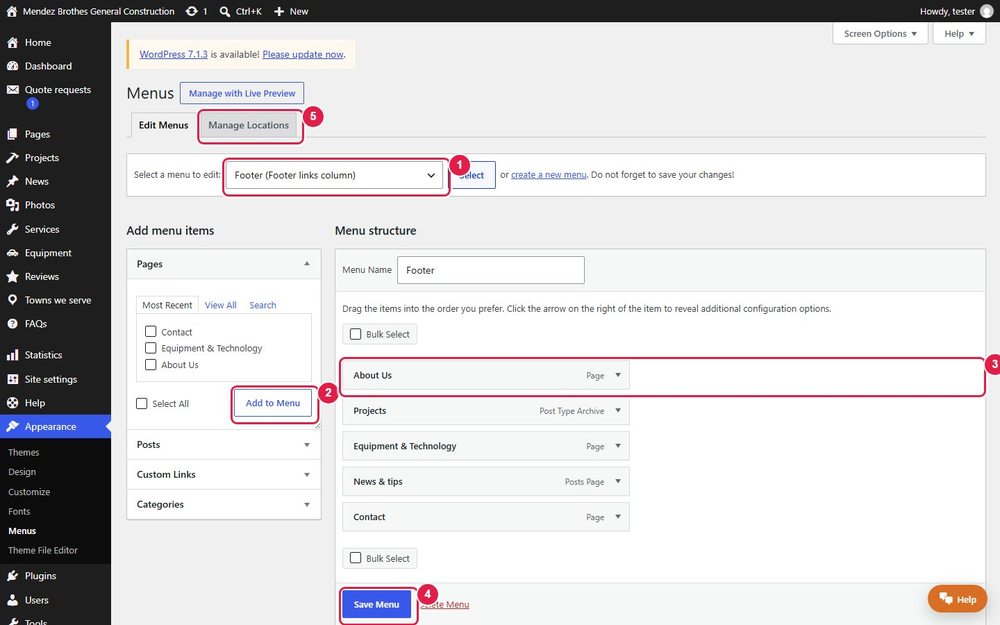 Mendez Brothes General Construction 1 Ctrl+K New Howdy, tester
Screen Options Help
Home
Dashboard
Quote requests
1
Pages
Projects
News
Photos
Services
Equipment
Reviews
Towns we serve
FAQs
Statistics
Site settings
Help
Appearance
Themes
Design
Customize
Fonts
Menus
Theme File Editor
Plugins
Users
Tools
WordPress 7.1.3 is available! Please update now.
Menus Manage with Live Preview
Edit Menus Manage Locations 5
Select a menu to edit: Footer (Footer links column) 1 Select or create a new menu. Do not forget to save your changes!
Add menu items
Pages
Most Recent View All Search
Contact
Equipment & Technology
About Us
Select All Add to Menu 2
Posts
Custom Links
Categories
Menu structure
Menu Name Footer
Drag the items into the order you prefer. Click the arrow on the right of the item to reveal additional configuration options.
Bulk Select
About Us Page 3
Projects Post Type Archive
Equipment & Technology Page
News & tips Posts Page
Contact Page
Bulk Select
Save Menu 4 Delete Menu
Help